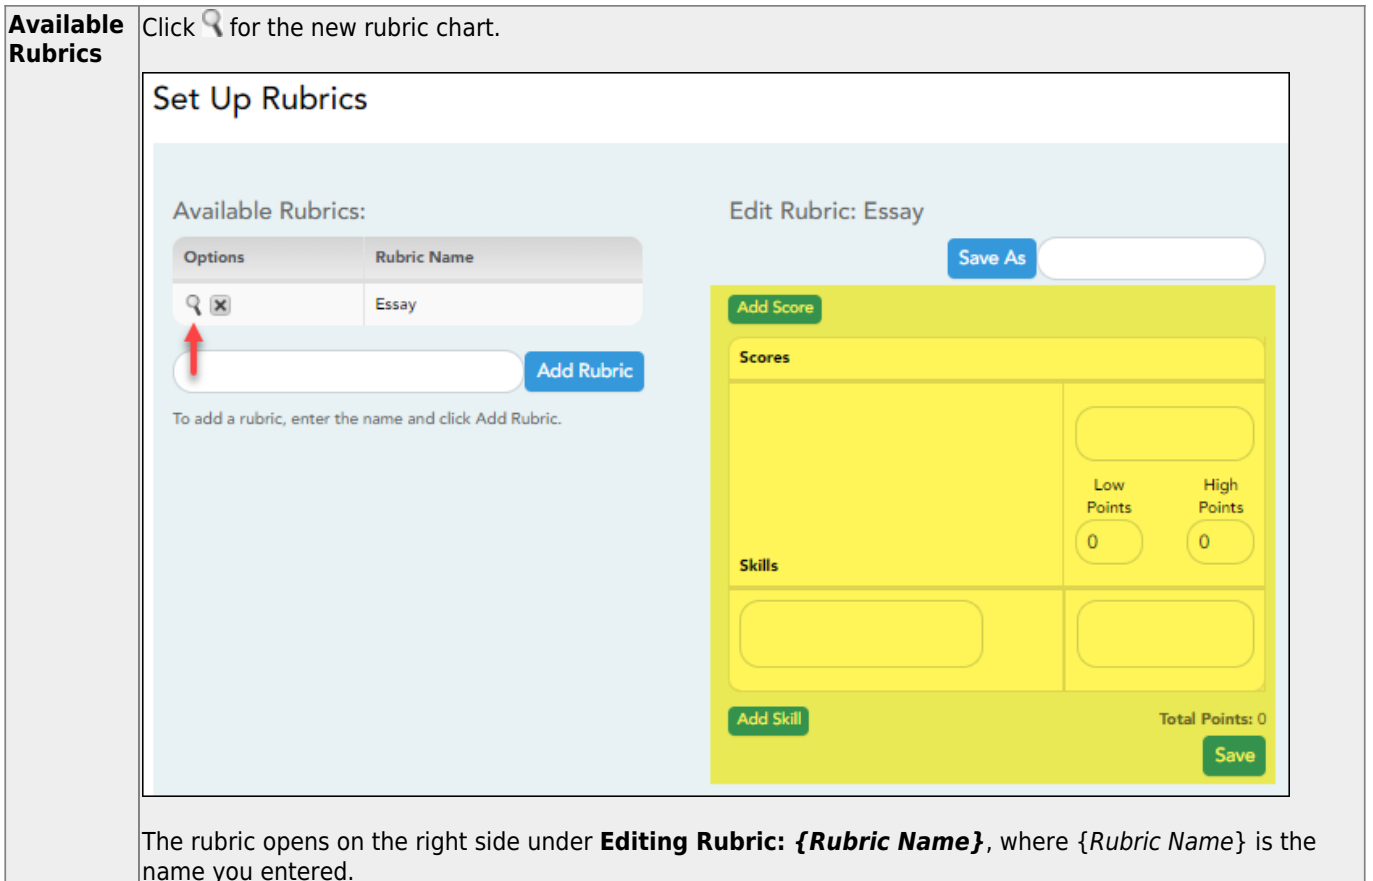 Available
Rubrics
Click for the new rubric chart.
Set Up Rubrics
Available Rubrics:
Options Rubric Name
Essay
Add Rubric
To add a rubric, enter the name and click Add Rubric.
Edit Rubric: Essay
Save As
Add Score
Scores
Low High
Points Points
0 0
Skills
Add Skill Total Points: 0
Save
The rubric opens on the right side under Editing Rubric: {Rubric Name}, where {Rubric Name} is the
name you entered.